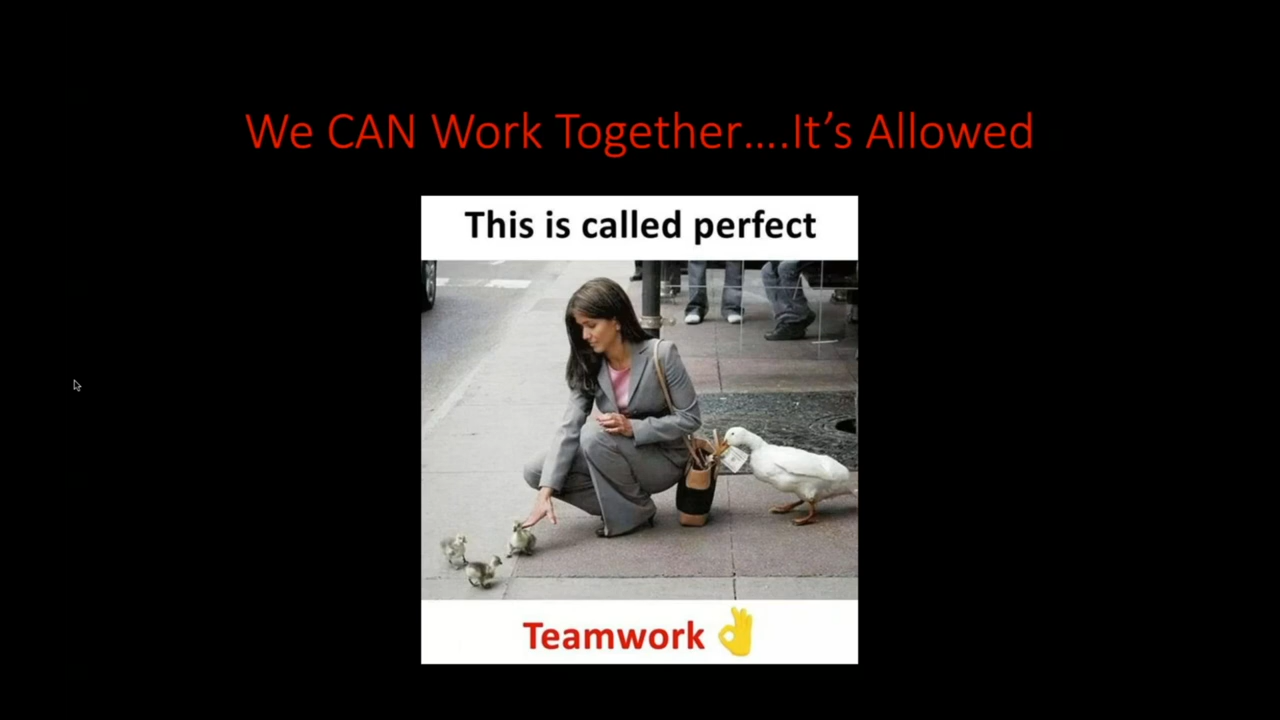 We CAN Work Together....It’s Allowed
This is called perfect
Teamwork 👌